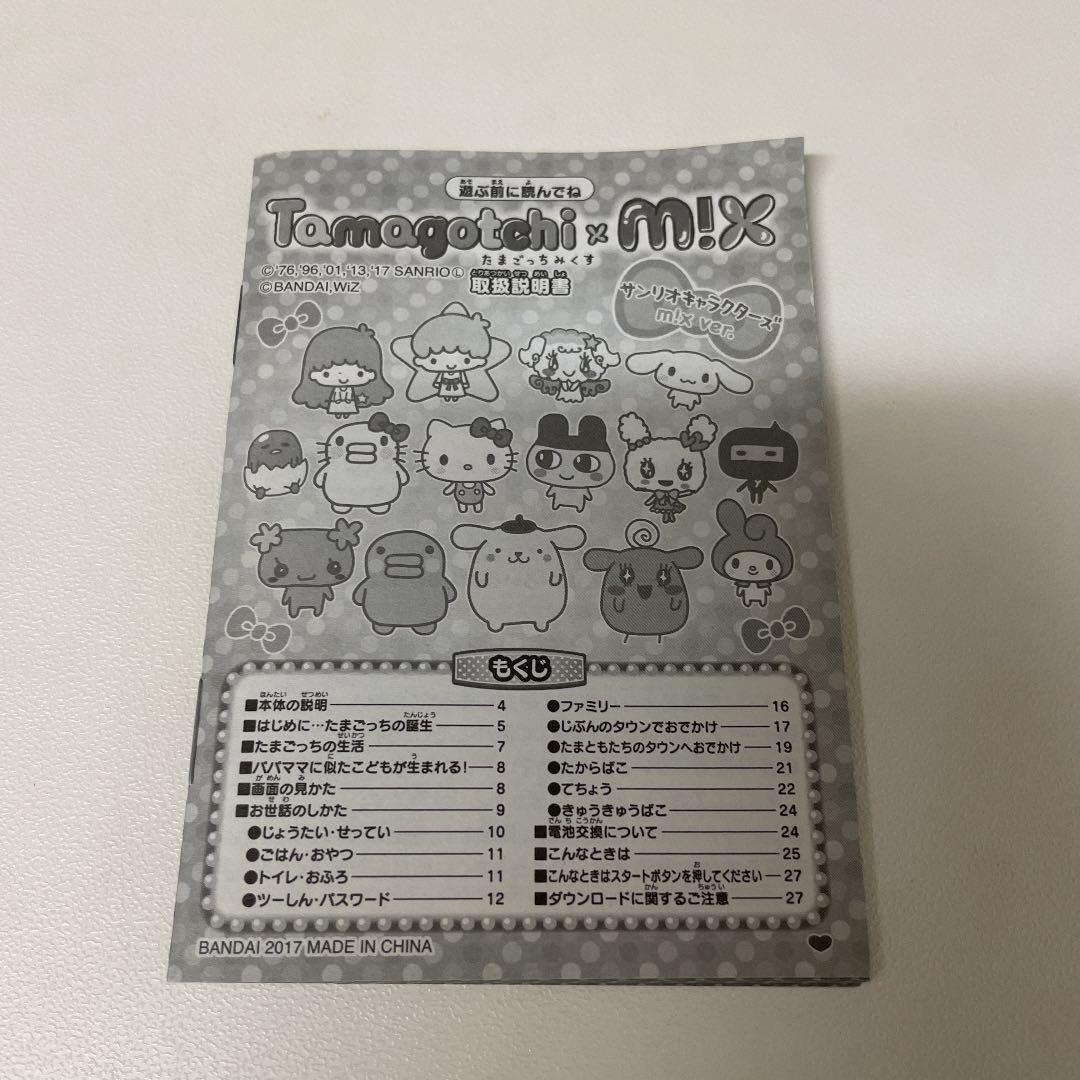 遊ぶ前に読んでね
Tamagotchi × m!x
たまごっちみくす
©'76,'96,'01,'13,'17 SANRIO Ⓛ
©BANDAI,WiZ
取扱説明書
サンリオキャラクターズ
m!x ver.
もくじ
■本体の説明 4
■はじめに…たまごっちの誕生 5
■たまごっちの生活 7
■パパママに似たこどもが生まれる! 8
■画面の見かた 8
■お世話のしかた 9
●じょうたい・せってい 10
●ごはん・おやつ 11
●トイレ・おふろ 11
●ツーしん・パスワード 12
●ファミリー 16
●じぶんのタウンでおでかけ 17
●たまともたちのタウンへおでかけ 19
●たからばこ 21
●てちょう 22
●きゅうきゅうばこ 24
■電池交換について 24
■こんなときは 25
■こんなときはスタートボタンを押してください 27
■ダウンロードに関するご注意 27
BANDAI 2017 MADE IN CHINA